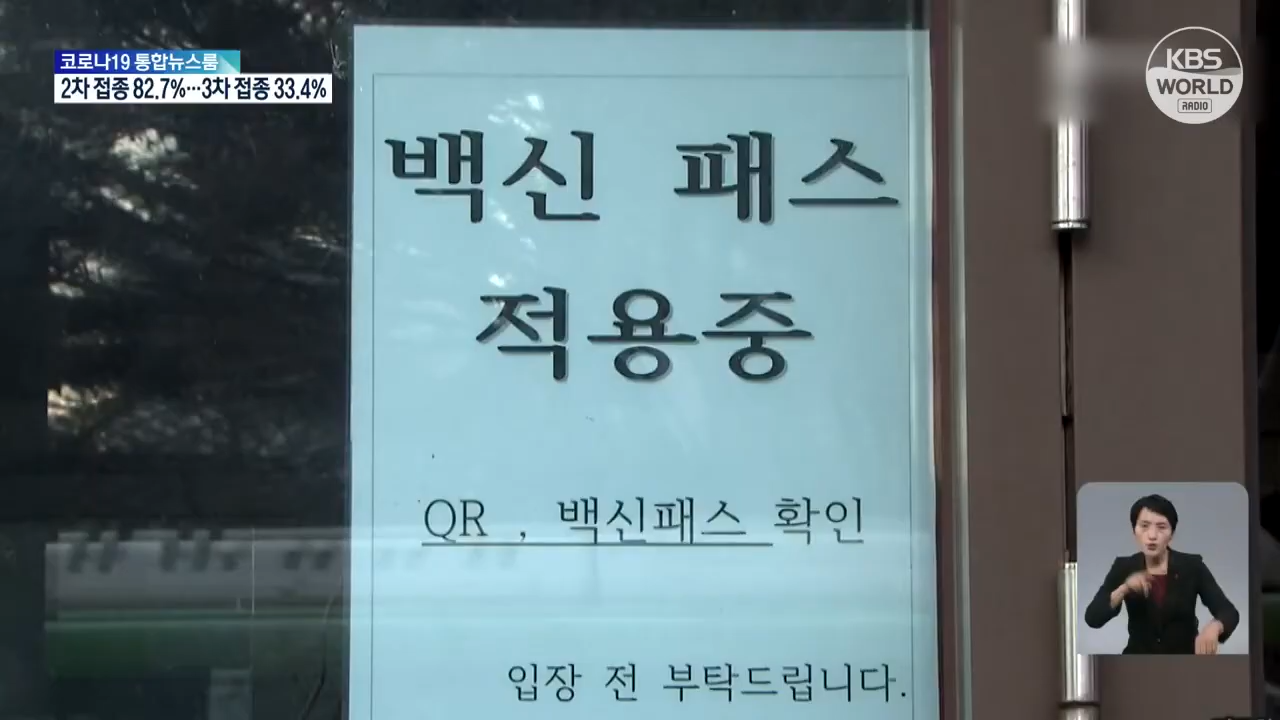 코로나19 통합뉴스룸
2차 접종 82.7%…3차 접종 33.4%
KBS
WORLD
RADIO
백신 패스
적용중
QR , 백신패스 확인
입장 전 부탁드립니다.